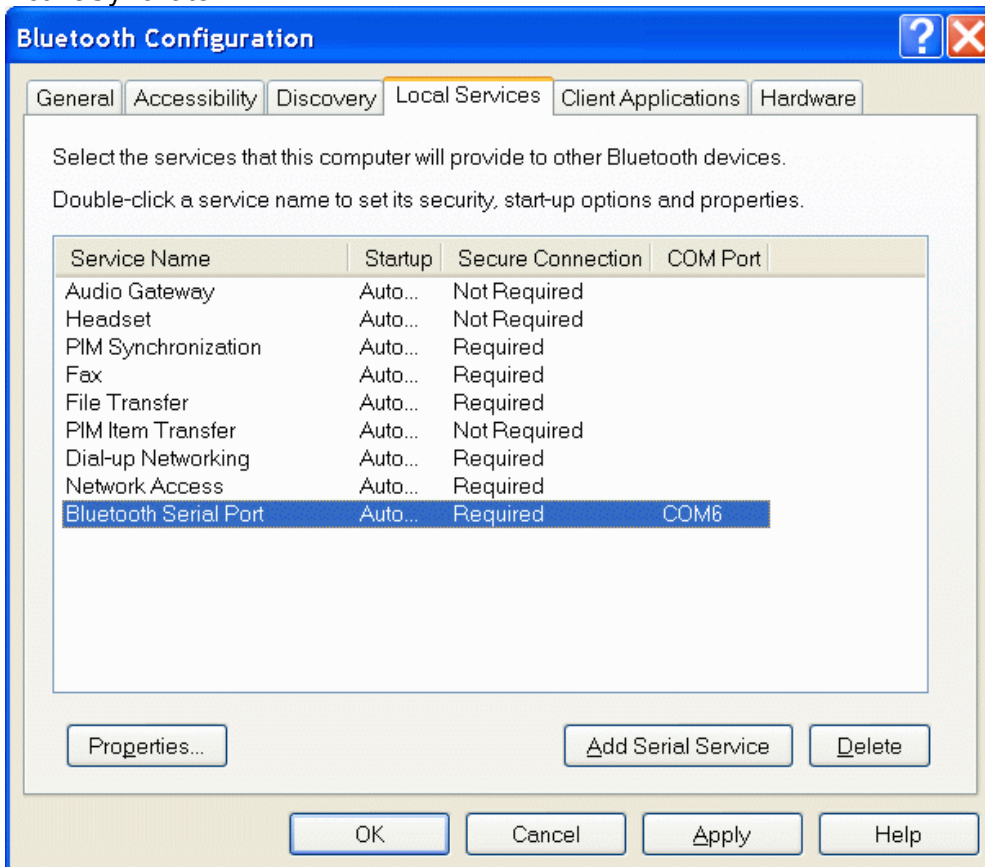 Bluetooth Configuration
General Accessibility Discovery Local Services Client Applications Hardware
Select the services that this computer will provide to other Bluetooth devices.
Double-click a service name to set its security, start-up options and properties.
Service Name Startup Secure Connection COM Port
Audio Gateway Auto... Not Required
Headset Auto... Not Required
PIM Synchronization Auto... Required
Fax Auto... Required
File Transfer Auto... Required
PIM Item Transfer Auto... Not Required
Dial-up Networking Auto... Required
Network Access Auto... Required
Bluetooth Serial Port Auto... Required COM6
Properties... Add Serial Service Delete
OK Cancel Apply Help